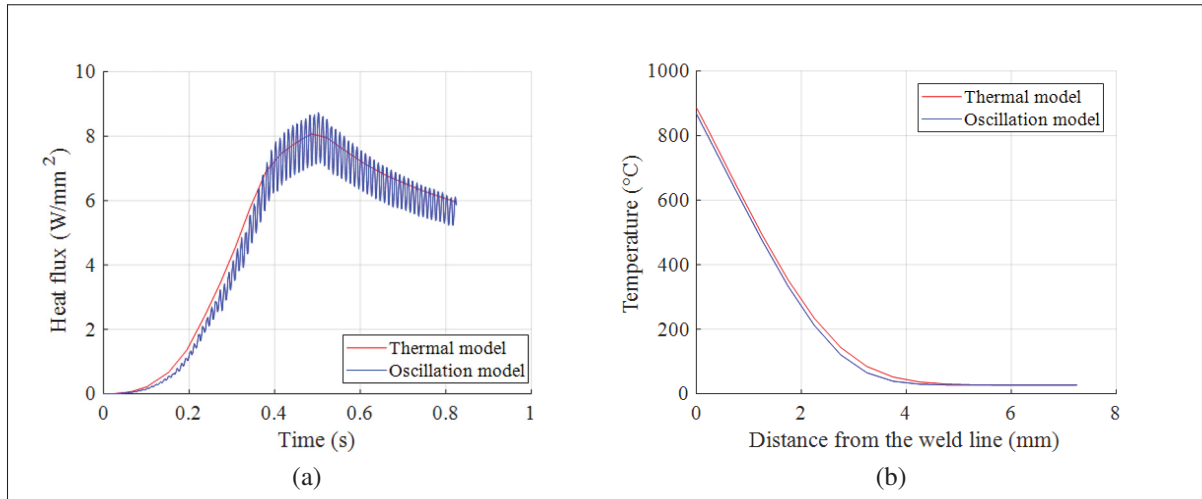 10
8
6
4
2
0
Heat flux (W/mm 2)
Thermal model
Oscillation model
0 0.2 0.4 0.6 0.8 1
Time (s)
(a)
1000
800
600
400
200
0
Temperature (°C)
Thermal model
Oscillation model
0 2 4 6 8
Distance from the weld line (mm)
(b)